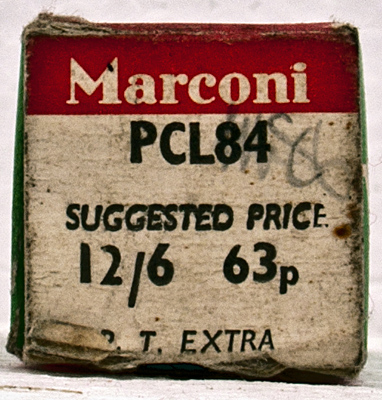 Marconi
PCL84
SUGGESTED PRICE
12/6 63p
P. T. EXTRA